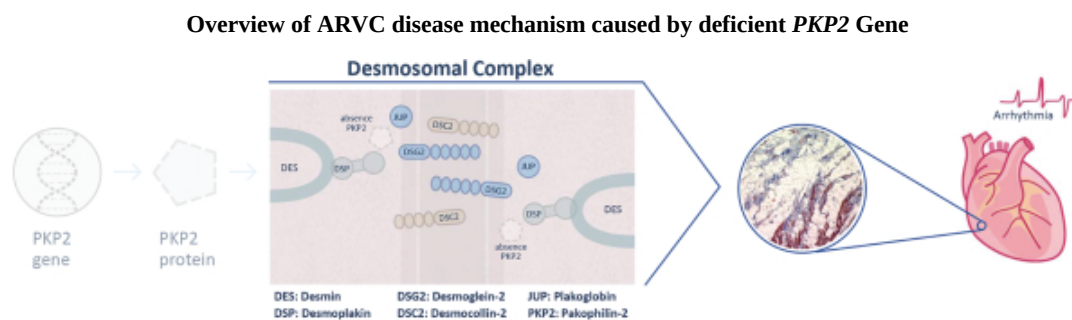 Overview of ARVC disease mechanism caused by deficient PKP2 Gene
Desmosomal Complex
PKP2
gene
PKP2
protein
DES
DSP
absence
PKP2
JUP
DSC2
DSG2
JUP
DSG2
DSC2
absence
PKP2
DSP
DES
DES: Desmin
DSG2: Desmoglein-2
JUP: Plakoglobin
DSP: Desmoplakin
DSC2: Desmocollin-2
PKP2: Pakophilin-2
Arrhythmia